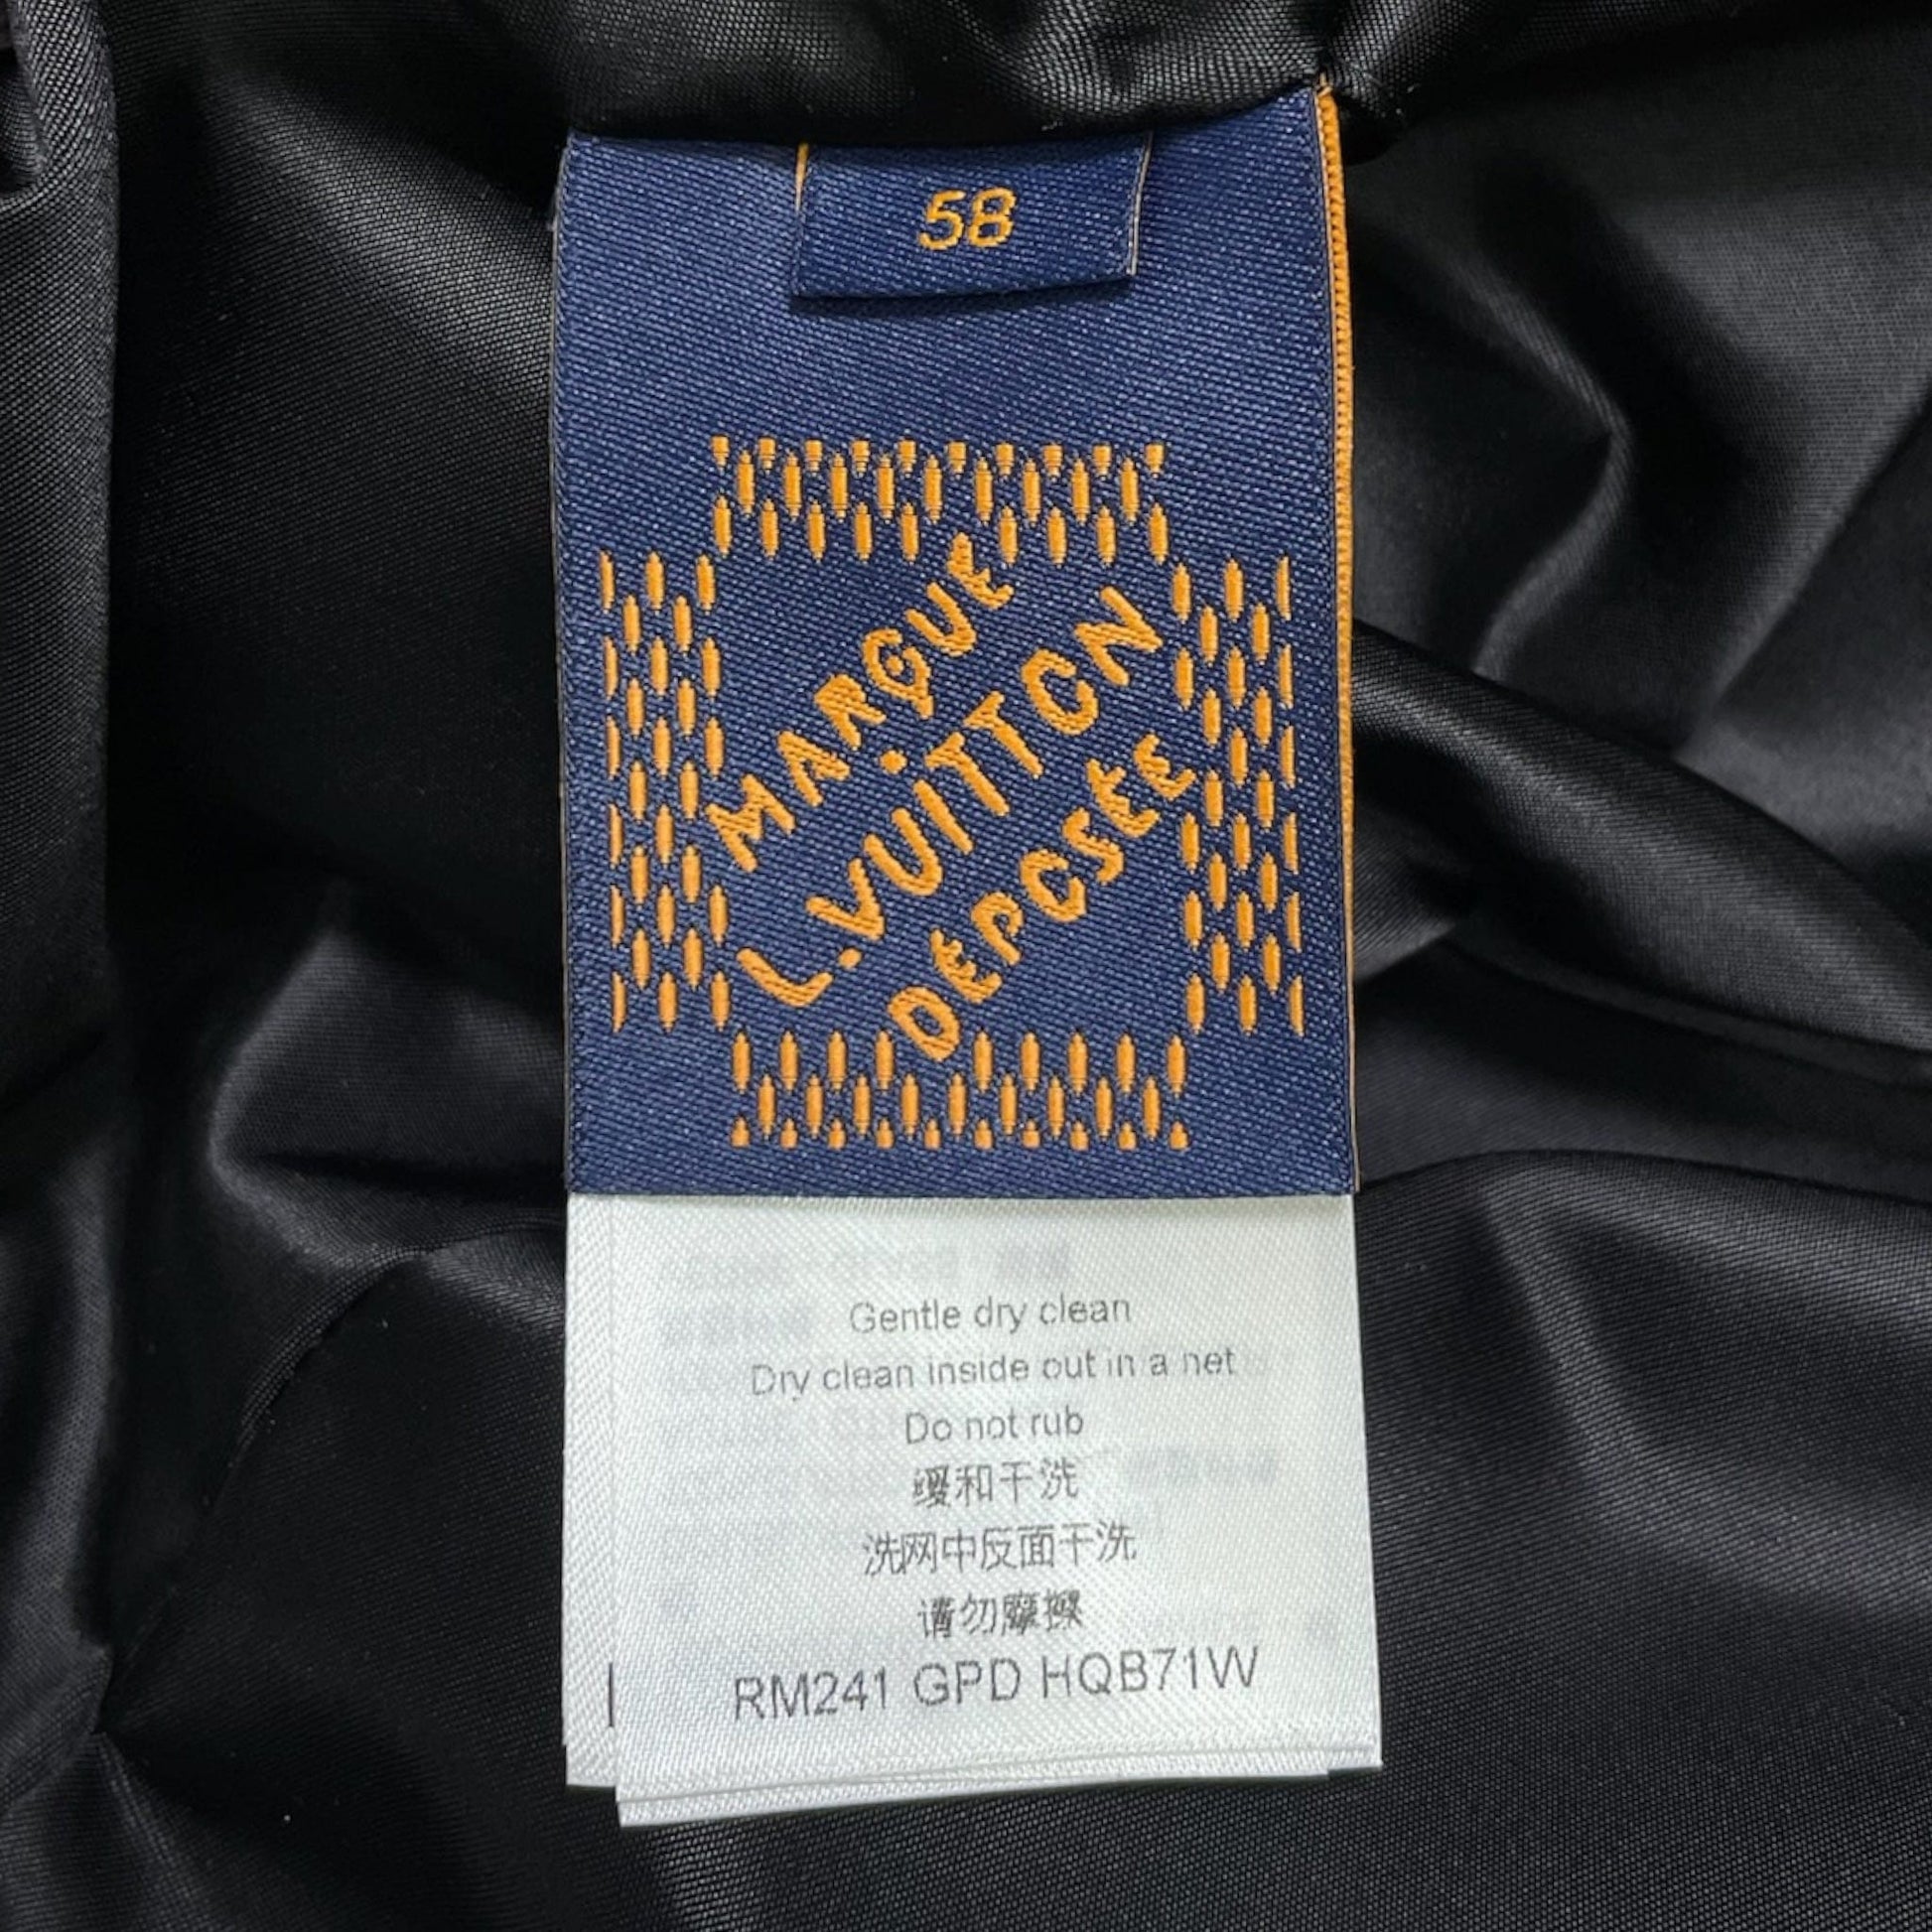 58
MARQUE
L.VUITTON
DEPOSEE
Gentle dry clean
Dry clean inside out in a net
Do not rub
缓和干洗
洗网中反面干洗
请勿摩擦
RM241 GPD HQB71W